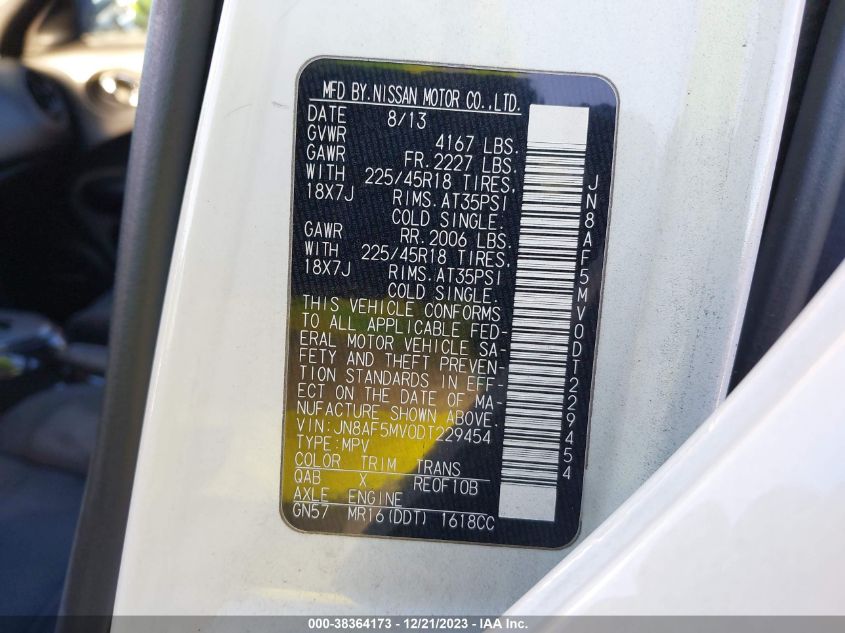 MFD BY.NISSAN MOTOR CO.,LTD.
DATE 8/13
GVWR 4167 LBS.
GAWR FR. 2227 LBS.
WITH 225/45R18 TIRES,
18X7J RIMS. AT35PSI
COLD SINGLE.
GAWR RR. 2006 LBS.
WITH 225/45R18 TIRES,
18X7J RIMS. AT35PSI
COLD SINGLE.
THIS VEHICLE CONFORMS
TO ALL APPLICABLE FED-
ERAL MOTOR VEHICLE SA-
FETY AND THEFT PREVEN-
TION STANDARDS IN EFF-
ECT ON THE DATE OF MA-
NUFACTURE SHOWN ABOVE.
VIN:JN8AF5MV0DT229454
TYPE:MPV
COLOR TRIM TRANS
QAB X RE0F10B
AXLE ENGINE
GN57 MR16(DDT) 1618CC
JN8AF5MV0DT229454
000-38364173 - 12/21/2023 - IAA Inc.